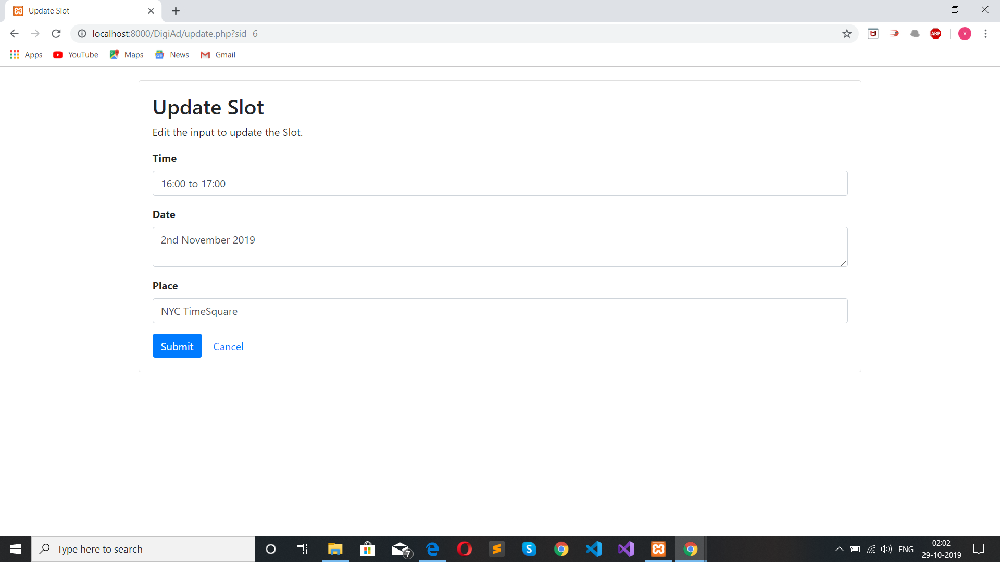 Update Slot
localhost:8000/DigiAd/update.php?sid=6
ABP
V
Apps YouTube Maps News Gmail
Update Slot
Edit the input to update the Slot.
Time
16:00 to 17:00
Date
2nd November 2019
Place
NYC TimeSquare
Submit Cancel
Type here to search
7
S
ENG
02:02
29-10-2019